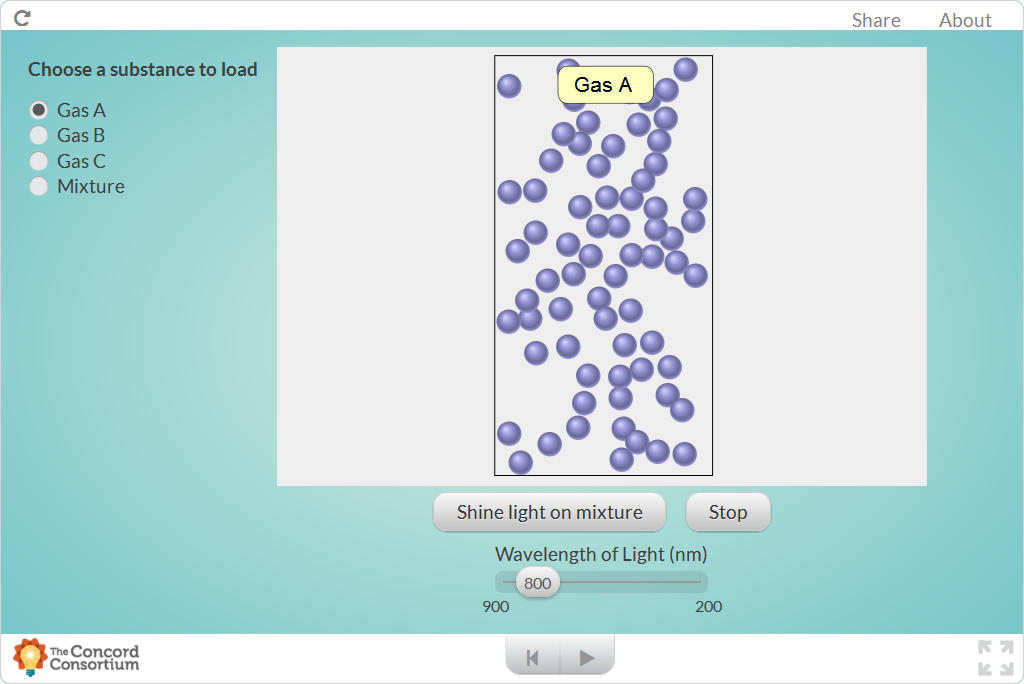 Share About
Choose a substance to load
Gas A
Gas B
Gas C
Mixture
Gas A
Shine light on mixture Stop
Wavelength of Light (nm)
800
900 200
The Concord
Consortium